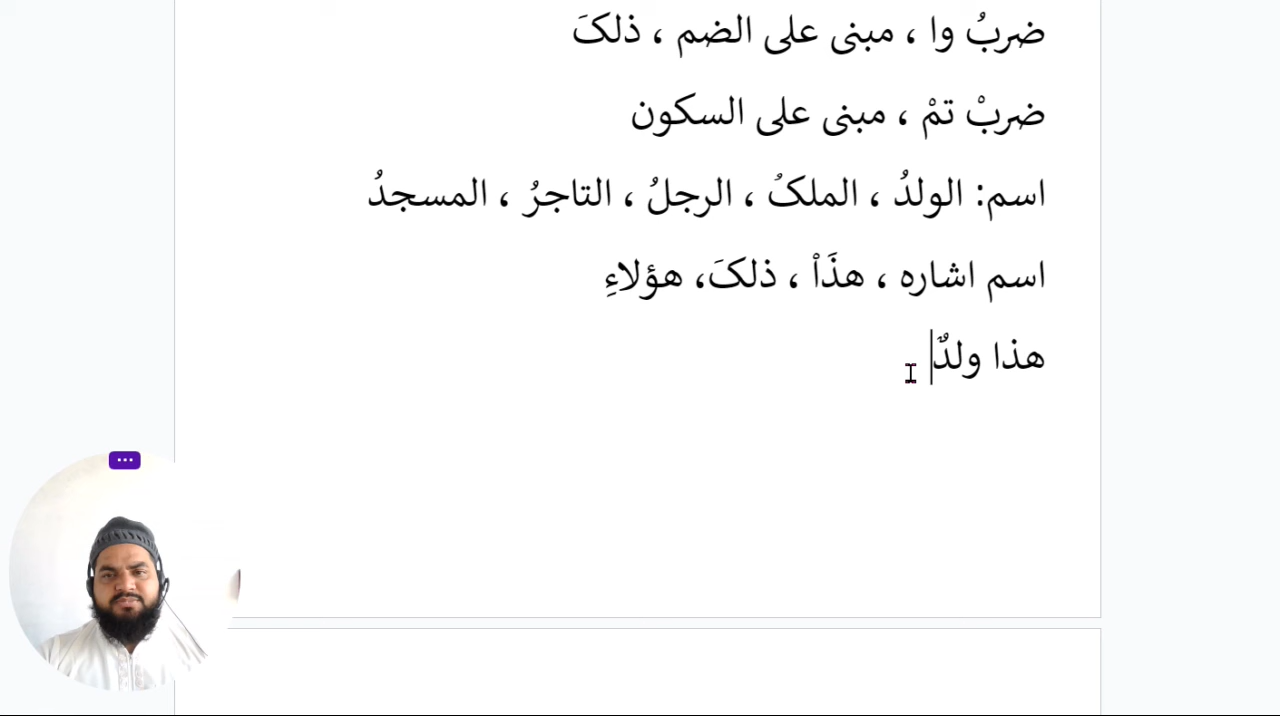 ضربُ وا ، مبنی علی الضم ، ذلکَ
ضربْ تمْ ، مبنی علی السکون
اسم: الولدُ ، الملکُ ، الرجلُ ، التاجرُ ، المسجدُ
اسم اشاره ، هذَاْ ، ذلکَ، هؤلاءِ
هذا ولدٌ